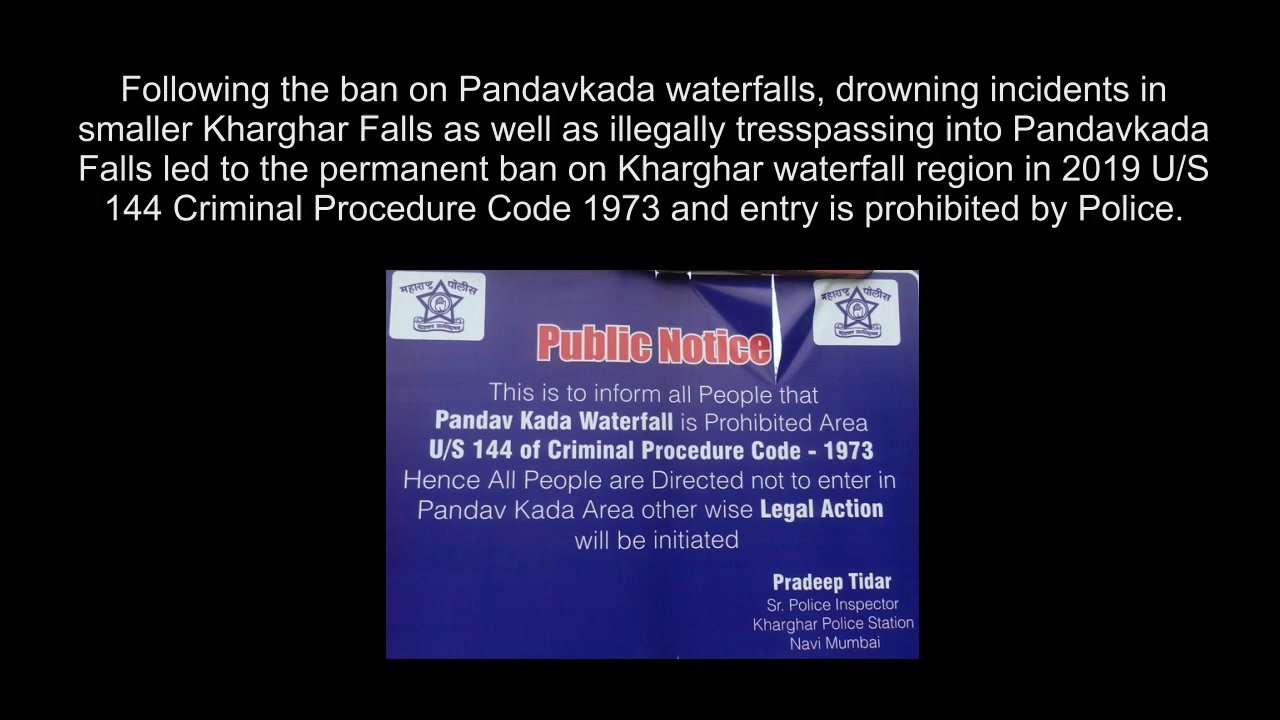 Following the ban on Pandavkada waterfalls, drowning incidents in
smaller Kharghar Falls as well as illegally tresspassing into Pandavkada
Falls led to the permanent ban on Kharghar waterfall region in 2019 U/S
144 Criminal Procedure Code 1973 and entry is prohibited by Police.
महाराष्ट्र पोलीस
महाराष्ट्र पोलीस
Public Notice
This is to inform all People that
Pandav Kada Waterfall is Prohibited Area
U/S 144 of Criminal Procedure Code - 1973
Hence All People are Directed not to enter in
Pandav Kada Area other wise Legal Action
will be initiated
Pradeep Tidar
Sr. Police Inspector
Kharghar Police Station
Navi Mumbai